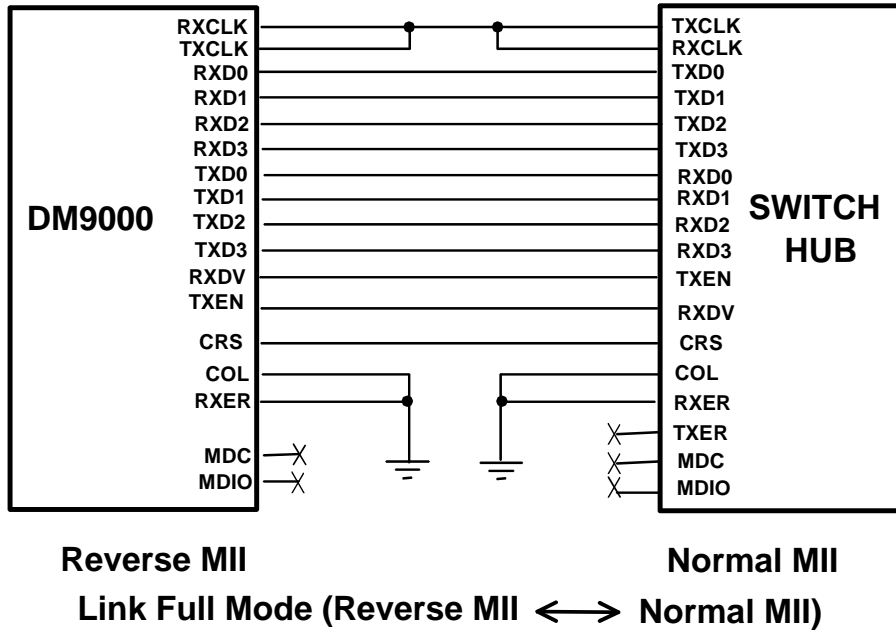 RXCLK
TXCLK
RXD0
RXD1
RXD2
RXD3
TXD0
TXD1
TXD2
TXD3
RXDV
TXEN
CRS
COL
RXER
MDC
MDIO
DM9000
TXCLK
RXCLK
TXD0
TXD1
TXD2
TXD3
RXD0
RXD1
RXD2
RXD3
TXEN
RXDV
CRS
COL
RXER
TXER
MDC
MDIO
SWITCH
HUB
Reverse MII
Normal MII
Link Full Mode (Reverse MII ⟷ Normal MII)